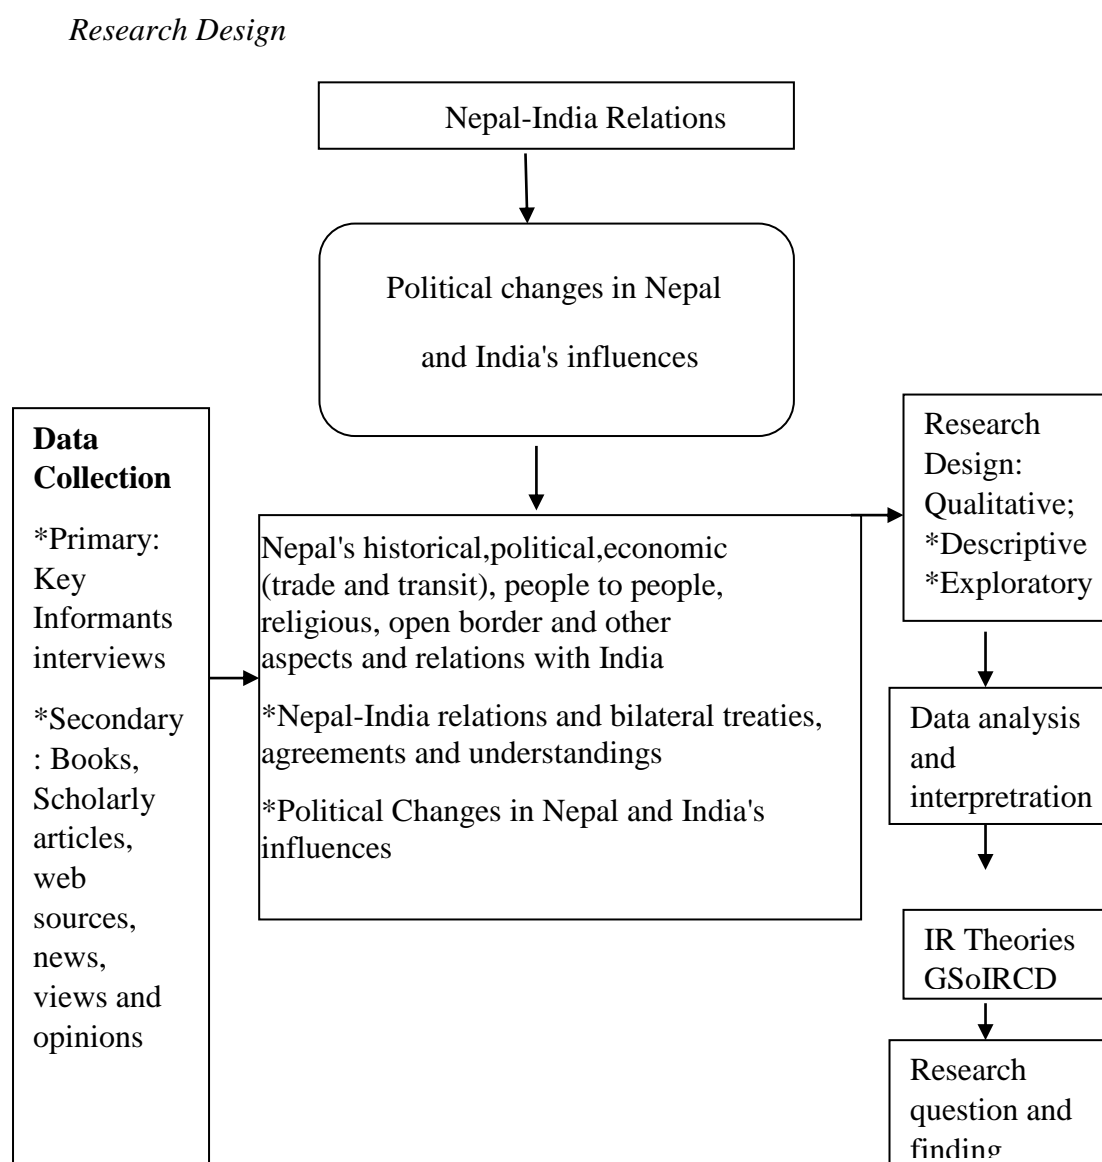 Research Design
Nepal-India Relations
Political changes in Nepal
and India's influences
Data
Collection
*Primary:
Key
Informants
interviews
*Secondary
: Books,
Scholarly
articles,
web
sources,
news,
views and
opinions
Nepal's historical,political,economic
(trade and transit), people to people,
religious, open border and other
aspects and relations with India
*Nepal-India relations and bilateral treaties,
agreements and understandings
*Political Changes in Nepal and India's
influences
Research
Design:
Qualitative;
*Descriptive
*Exploratory
Data analysis
and
interpretration
IR Theories
GSoIRCD
Research
question and
finding